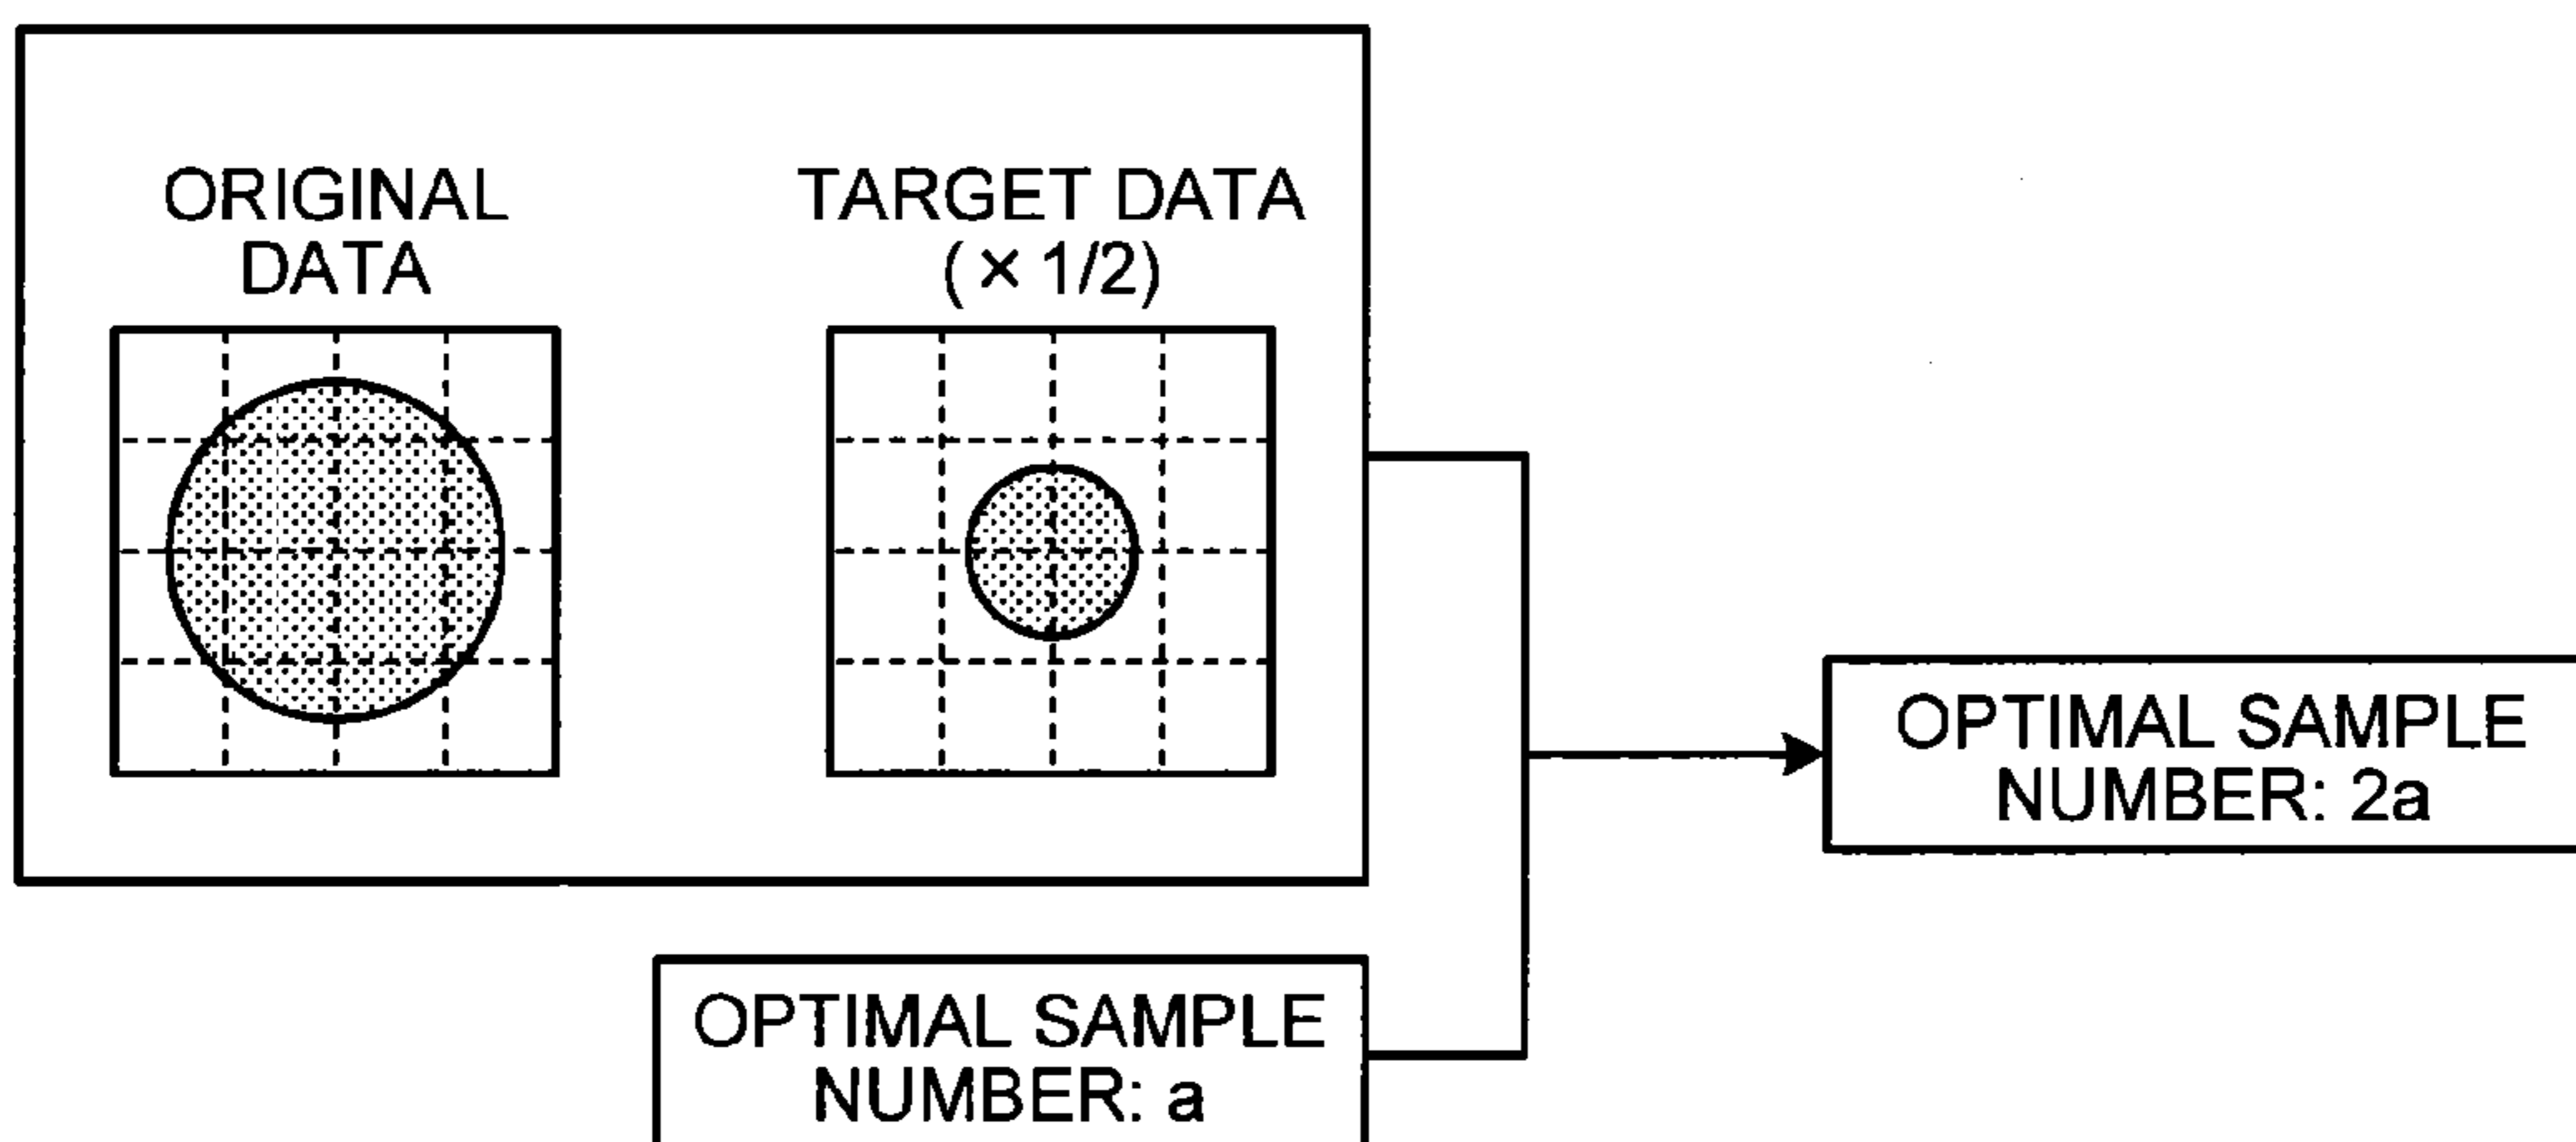 ORIGINAL
DATA
TARGET DATA
( × 1/2)
OPTIMAL SAMPLE
NUMBER: 2a
OPTIMAL SAMPLE
NUMBER: a